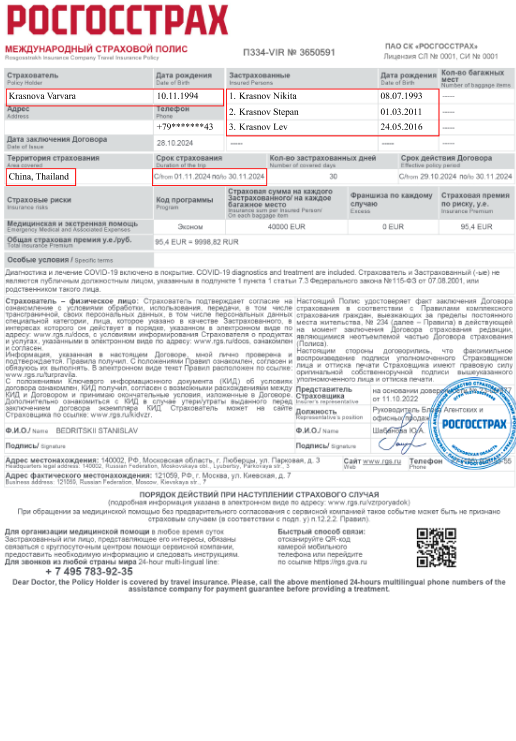 РОСГОССТРАХ
МЕЖДУНАРОДНЫЙ СТРАХОВОЙ ПОЛИС
Rosgosstrakh Insurance Company Travel Insurance Policy
П334-VIR № 3650591
ПАО СК «РОСГОССТРАХ»
Лицензия СЛ № 0001, СИ № 0001
Страхователь Дата рождения Застрахованные Дата рождения Кол-во багажных мест
Policy Holder Date of Birth Insured Persons Date of Birth Number of baggage items
Krasnova Varvara 10.11.1994 1. Krasnov Nikita 08.07.1993 -----
Адрес Телефон 2. Krasnov Stepan 01.03.2011 -----
Address Phone
+79*******43 3. Krasnov Lev 24.05.2016 -----
Дата заключения Договора 28.10.2024 ----- ----- -----
Date of Issue
Территория страхования Срок страхования Кол-во застрахованных дней Срок действия Договора
Area covered Duration of the trip Number of covered days Effective policy period
China, Thailand С/from 01.11.2024 по/to 30.11.2024 30 С/from 29.10.2024 по/to 30.11.2024
Страховые риски Код программы Страховая сумма на каждого Застрахованного/ на каждое багажное место Франшиза по каждому случаю Страховая премия по риску, у.е.
Insurance risks Program Insurance sum per Insured Person/ On each baggage item Excess Insurance Premium
Медицинская и экстренная помощь Эконом 40000 EUR 0 EUR 95,4 EUR
Emergency Medical and Associated Expenses
Общая страховая премия у.е./руб. 95,4 EUR = 9998,82 RUR
Total Insurance Premium
Особые условия / Specific terms
Диагностика и лечение COVID-19 включено в покрытие. COVID-19 diagnostics and treatment are included. Страхователь и Застрахованный (-ые) не
является публичным должностным лицом, указанным в подпункте 1 пункта 1 статьи 7.3 Федерального закона №115-ФЗ от 07.08.2001, или
родственником такого лица.
Страхователь – физическое лицо: Страхователь подтверждает согласие на
ознакомление с условиями обработки, использования, передачи, в том числе
трансграничной, своих персональных данных, в том числе персональных данных
специальной категории, лица, которое указано в качестве Застрахованного, в
интересах которого он действует в порядке, указанном в электронном виде по
адресу: www.rgs.ru/docs, с условиями информирования Страхователя о продуктах
и услугах, указанными в электронном виде по адресу: www.rgs.ru/docs, ознакомлен
и согласен.
Информация, указанная в настоящем Договоре, мной лично проверена и
подтверждается. Правила получил. С положениями Правил ознакомлен, согласен и
обязуюсь их выполнять. В электронном виде текст Правил расположен по ссылке:
www.rgs.ru/turpravila.
С положениями Ключевого информационного документа (КИД) об условиях
договора ознакомлен, КИД получил, согласен с возможными расхождениями между
КИД и Договором и принимаю окончательные условия, изложенные в Договоре.
Дополнительно ознакомиться с КИД в случае утери/утраты выданного перед
заключением договора экземпляра КИД Страхователь может на сайте
Страховщика по ссылке: www.rgs.ru/kidvzr.
Настоящий Полис удостоверяет факт заключения Договора
страхования в соответствии с Правилами комплексного
страхования граждан, выезжающих за пределы постоянного
места жительства, № 234 (далее – Правила) в действующей
на момент заключения Договора страхования редакции,
являющимися неотъемлемой частью Договора страхования
(Полиса).
Настоящим стороны договорились, что факсимильное
воспроизведение подписи уполномоченного Страховщиком
лица и оттиска печати Страховщика имеют правовую силу
оригинальной собственноручной подписи вышеуказанного
уполномоченного лица и оттиска печати
Представитель Страховщика на основании доверенности
Insurer's representative от 11.10.2022
Должность Руководитель Агентских и
Position офисных продаж
Ф.И.О./ Name BEDRITSKII STANISLAV
Ф.И.О./ Name Шабанова Ю.А.
РОСГОССТРАХ
Подпись/ Signature
Подпись/ Signature
Адрес местонахождения: 140002, РФ, Московская область, г. Люберцы, ул. Парковая, д. 3
Headquarters legal address: 140002, Russian Federation, Moskovskaya obl., Lyubertsy, Parkovaya str., 3
Сайт www.rgs.ru Телефон
Web Phone
Адрес фактического местонахождения: 121059, РФ, г. Москва, ул. Киевская, д. 7
Business address: 121059, Russian Federation, Moscow, Kievskaya str., 7
ПОРЯДОК ДЕЙСТВИЙ ПРИ НАСТУПЛЕНИИ СТРАХОВОГО СЛУЧАЯ
(подробная информация указана в электронном виде по адресу: www.rgs.ru/vzrporyadok)
При обращении за медицинской помощью без предварительного согласования с сервисной компанией такое событие может быть не признано
страховым случаем (в соответствии с подп. у) п.12.2.2. Правил).
Для организации медицинской помощи в любое время суток
Застрахованный или лицо, представляющее его интересы, обязаны
связаться с круглосуточным центром помощи сервисной компании,
предоставить необходимую информацию и следовать инструкциям.
Для звонков из любой страны мира 24-hour multi-lingual line:
+ 7 495 783-92-35
Быстрый способ связи:
отсканируйте QR-код
камерой мобильного
телефона или перейдите
по ссылке https://rgs.gva.ru
Dear Doctor, the Policy Holder is covered by travel insurance. Please, call the above mentioned 24-hours multilingual phone numbers of the
assistance company for payment guarantee before providing a treatment.